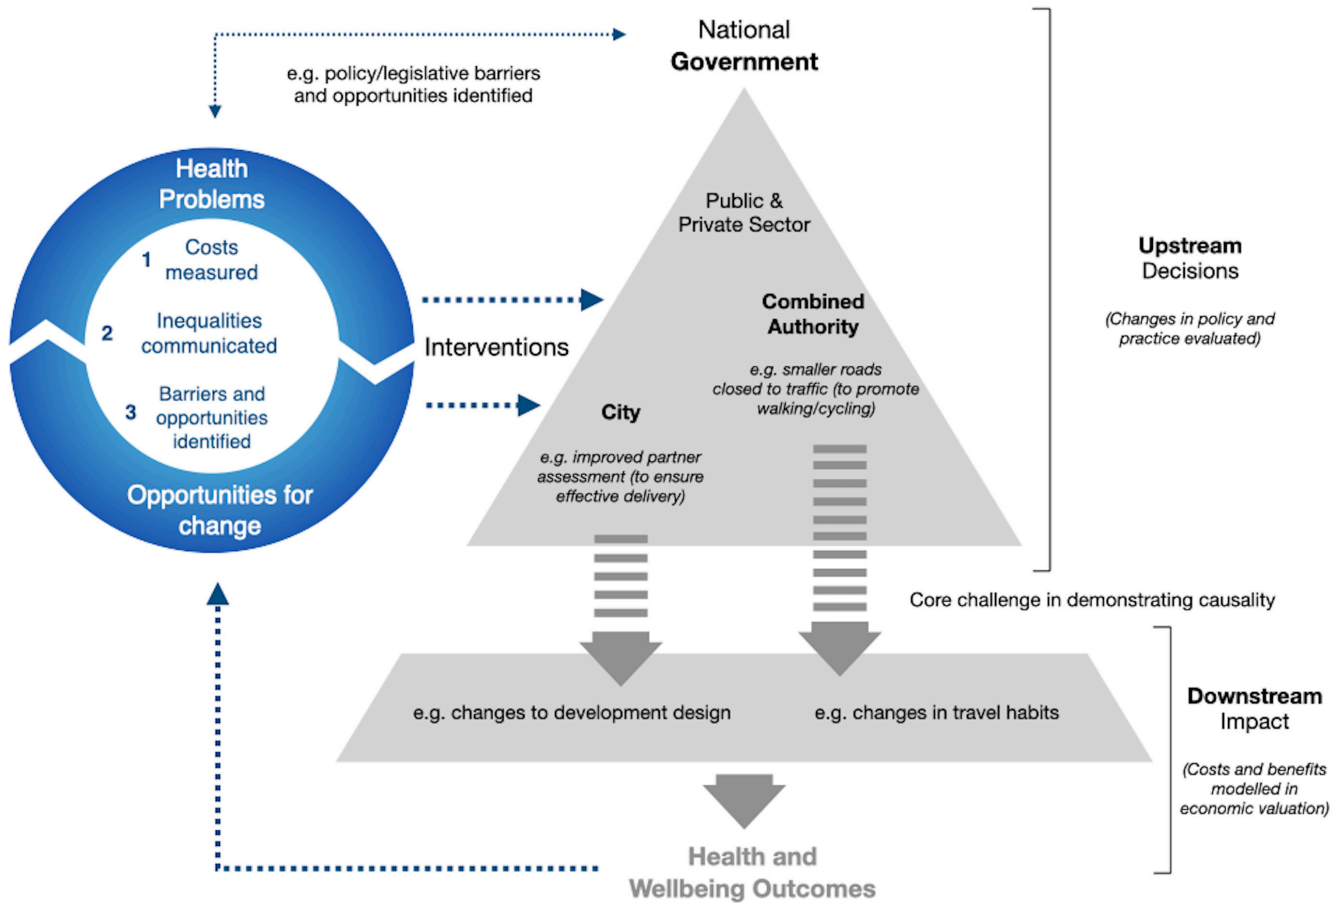 National
Government
e.g. policy/legislative barriers
and opportunities identified
Health
Problems
1
Costs
measured
2
Inequalities
communicated
3
Barriers and
opportunities
identified
Opportunities for
change
Interventions
Public &
Private Sector
Combined
Authority
e.g. smaller roads
closed to traffic (to promote
walking/cycling)
City
e.g. improved partner
assessment (to ensure
effective delivery)
Upstream
Decisions
(Changes in policy and
practice evaluated)
Core challenge in demonstrating causality
e.g. changes to development design
e.g. changes in travel habits
Downstream
Impact
(Costs and benefits
modelled in
economic valuation)
Health and
Wellbeing Outcomes